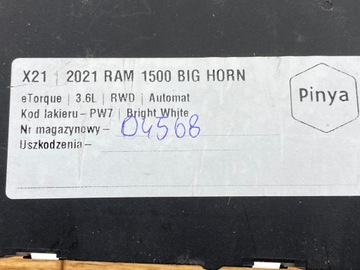 X21 | 2021 RAM 1500 BIG HORN
eTorque | 3.6L | RWD | Automat
Kod lakieru – PW7 | Bright White
Nr magazynowy – 04568
Uszkodzenia –
Pinya